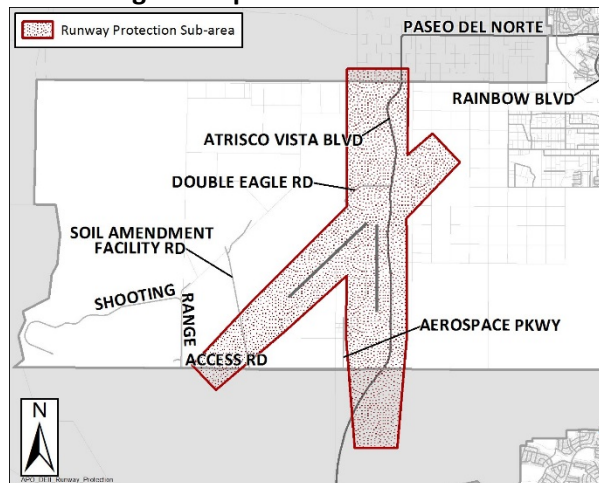 Runway Protection Sub-area
PASEO DEL NORTE
RAINBOW BLVD
ATRISCO VISTA BLVD
DOUBLE EAGLE RD
SOIL AMENDMENT
FACILITY RD
SHOOTING
RANGE
ACCESS RD
AEROSPACE PKWY
N
APO_DEII_Runway_Protection